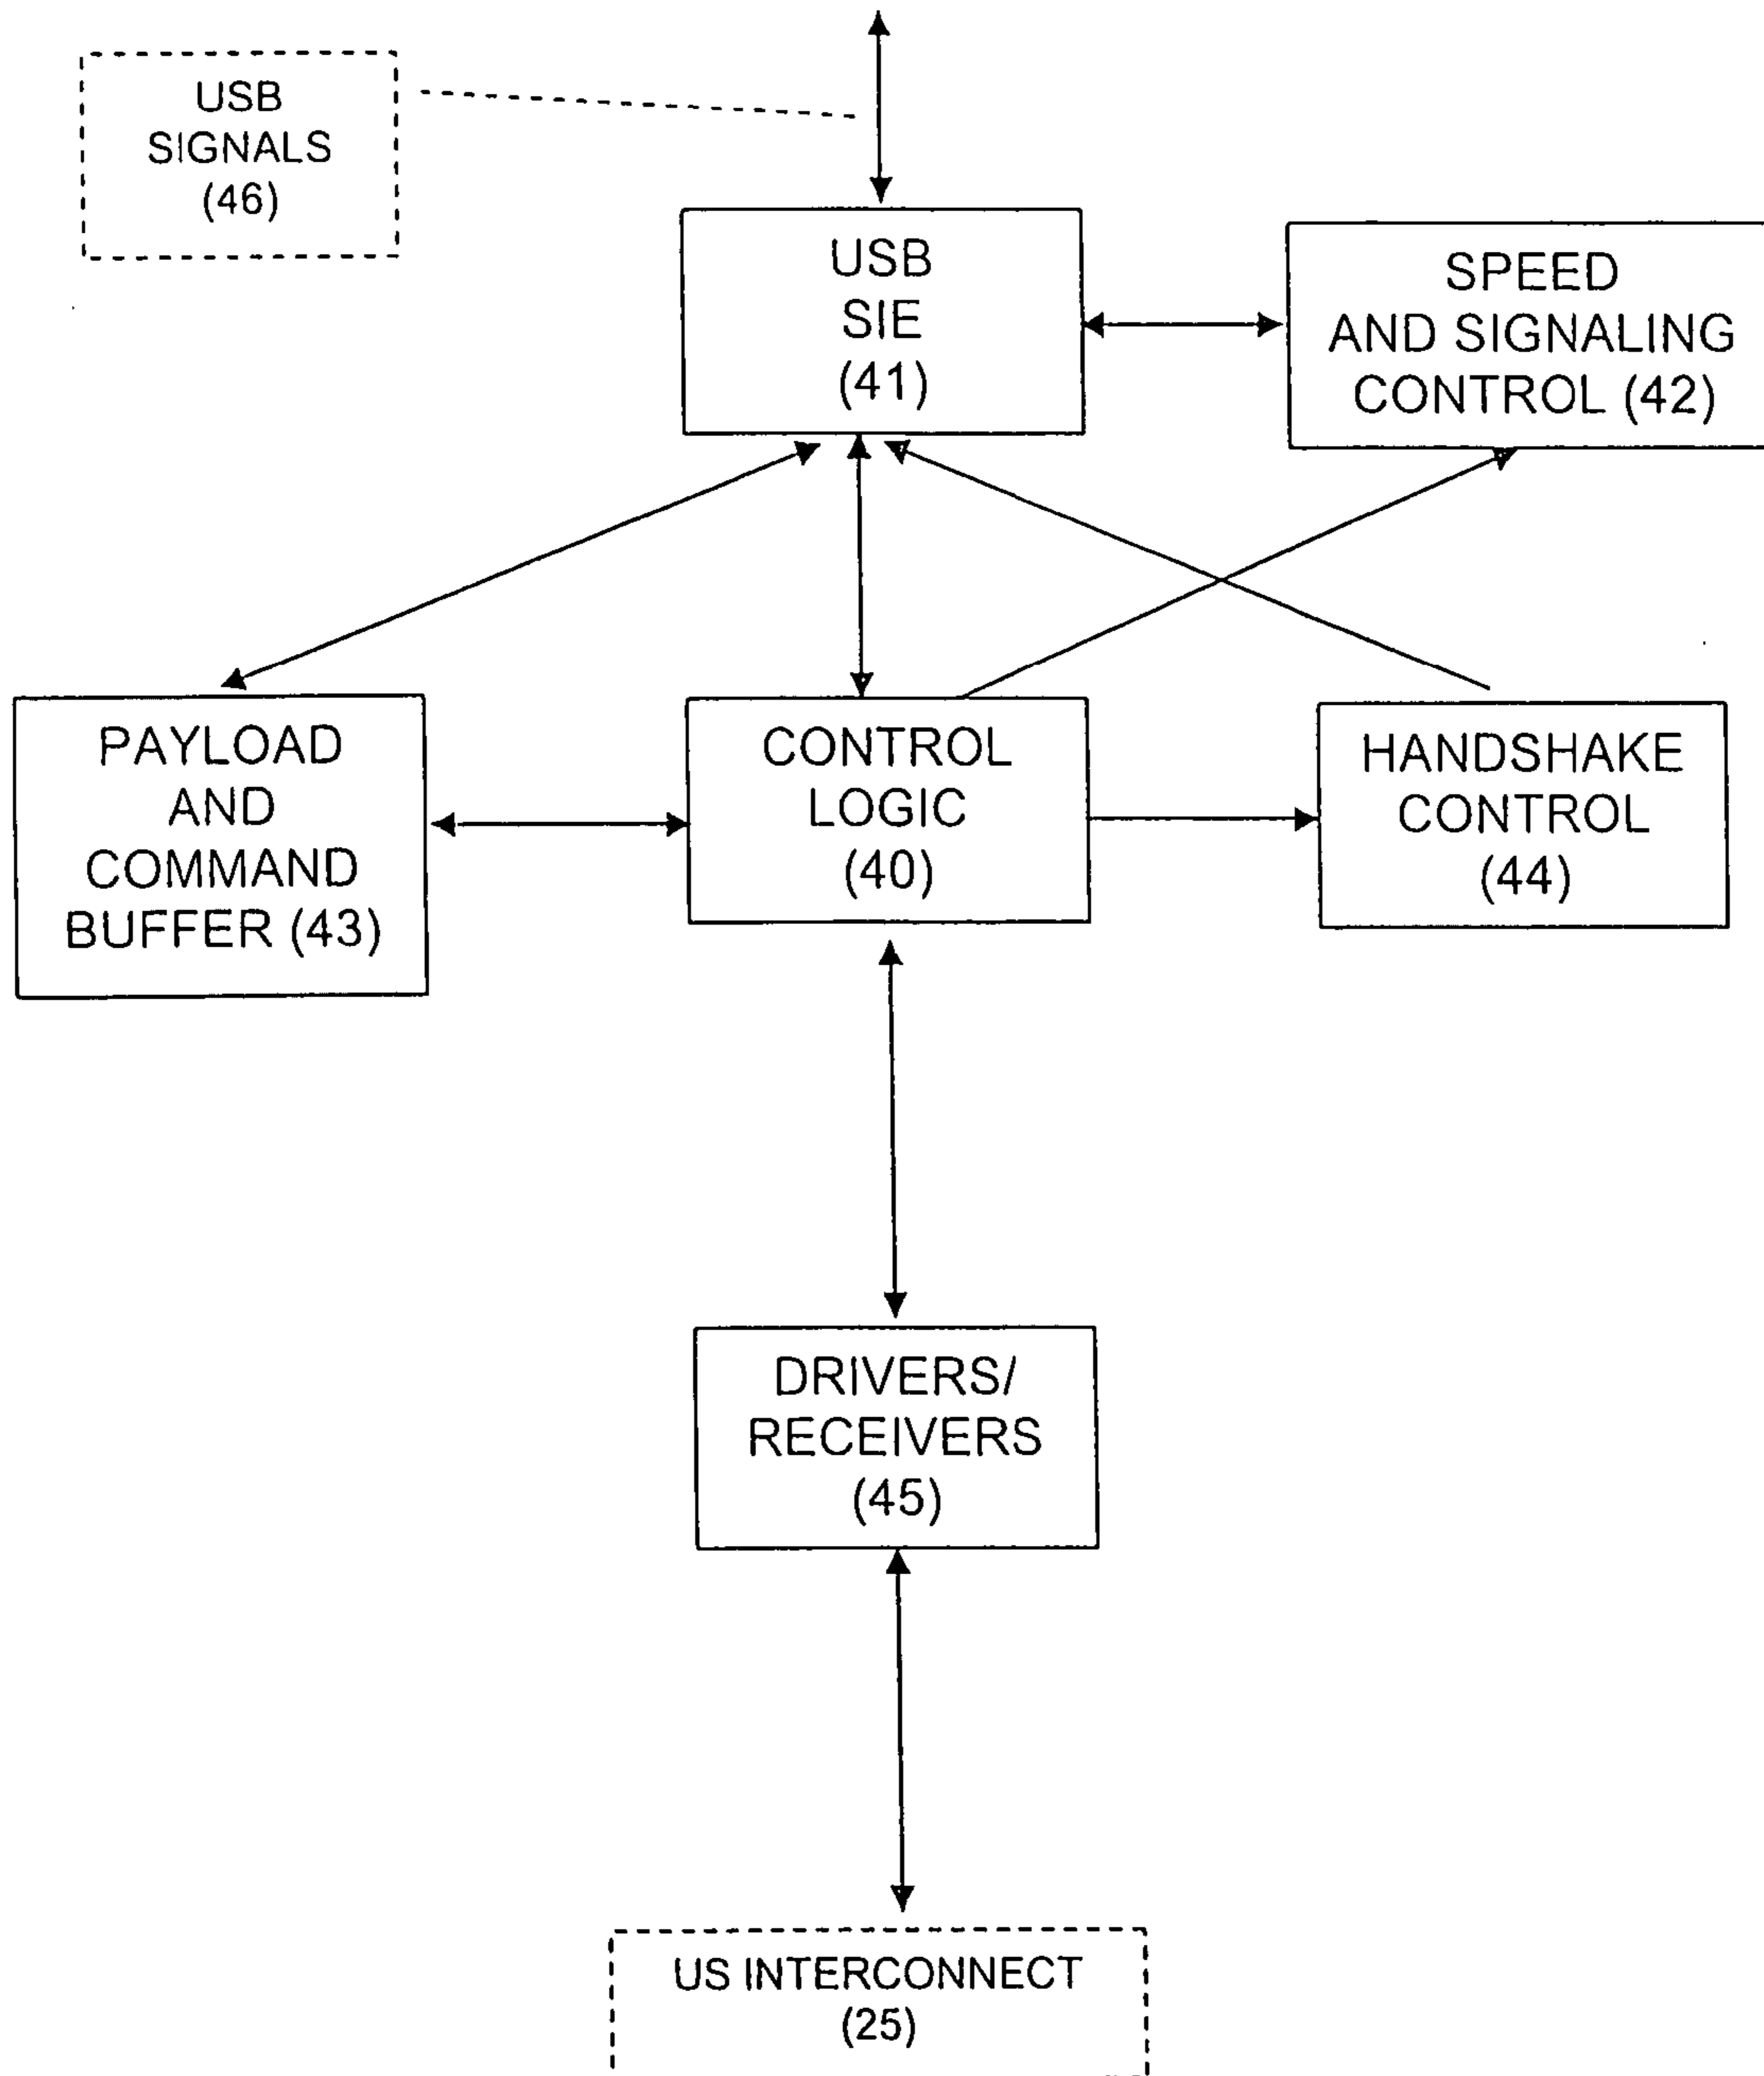 USB
SIGNALS
(46)
USB
SIE
(41)
SPEED
AND SIGNALING
CONTROL (42)
PAYLOAD
AND
COMMAND
BUFFER (43)
CONTROL
LOGIC
(40)
HANDSHAKE
CONTROL
(44)
DRIVERS/
RECEIVERS
(45)
US INTERCONNECT
(25)